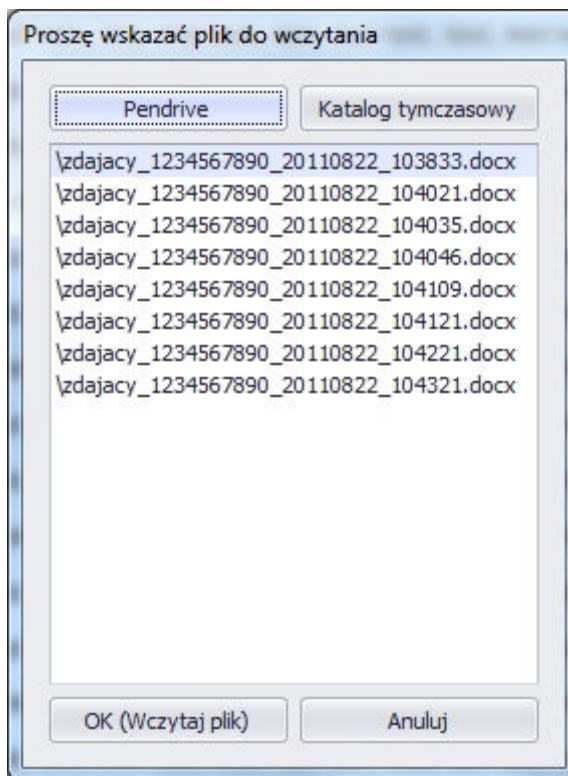 Proszę wskazać plik do wczytania
Pendrive Katalog tymczasowy
\zdajacy_1234567890_20110822_103833.docx
\zdajacy_1234567890_20110822_104021.docx
\zdajacy_1234567890_20110822_104035.docx
\zdajacy_1234567890_20110822_104046.docx
\zdajacy_1234567890_20110822_104109.docx
\zdajacy_1234567890_20110822_104121.docx
\zdajacy_1234567890_20110822_104221.docx
\zdajacy_1234567890_20110822_104321.docx
OK (Wczytaj plik) Anuluj